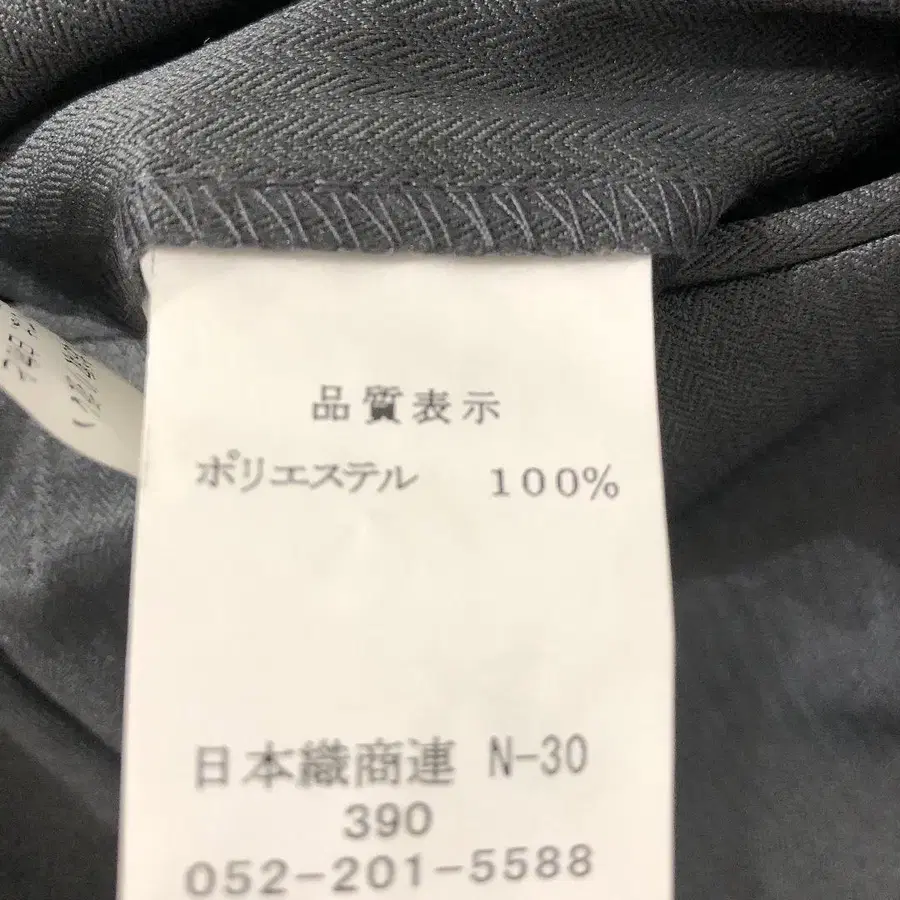 品質表示
ポリエステル 100%
日本織商連 N-30
390
052-201-5588